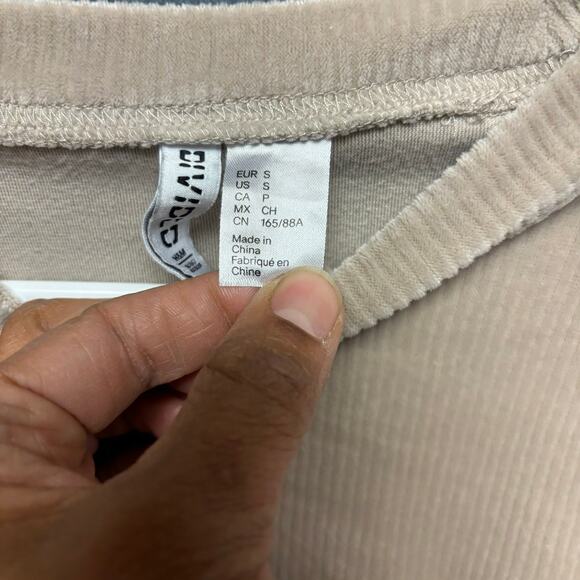 DIVIDED
H&M
EUR S
US S
CA P
MX CH
CN 165/88A
Made in
China
Fabriqué en
Chine